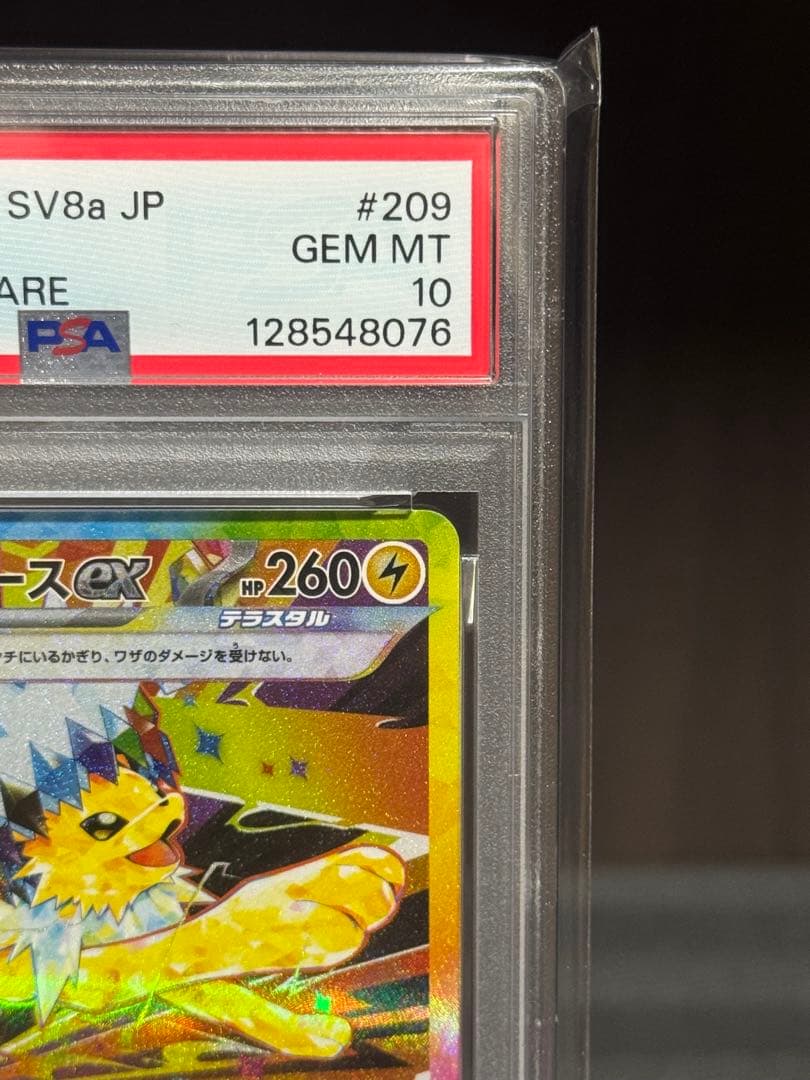 SV8a JP #209
GEM MT
ARE 10
PSA 128548076
ースex HP260
テラスタル
チにいるかぎり、ワザのダメージを受けない。